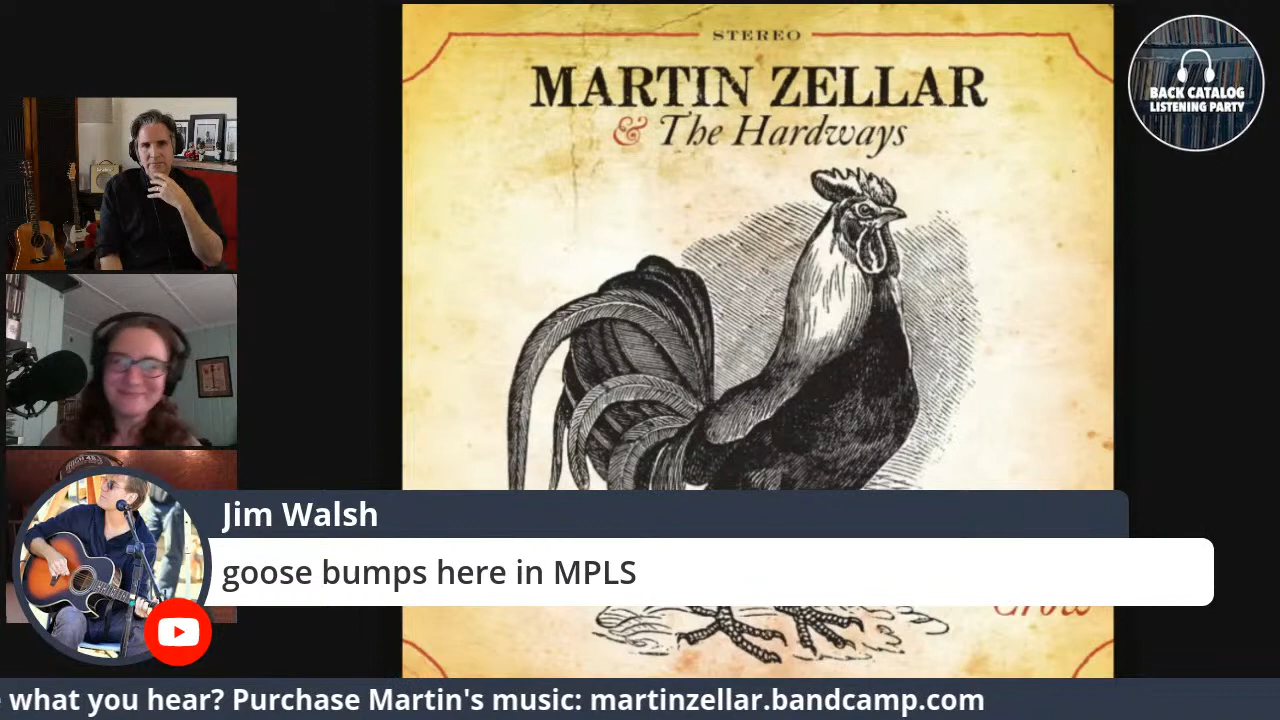 STEREO
MARTIN ZELLAR
& The Hardways
BACK CATALOG
LISTENING PARTY
Jim Walsh
goose bumps here in MPLS
what you hear? Purchase Martin's music: martinzellar.bandcamp.com